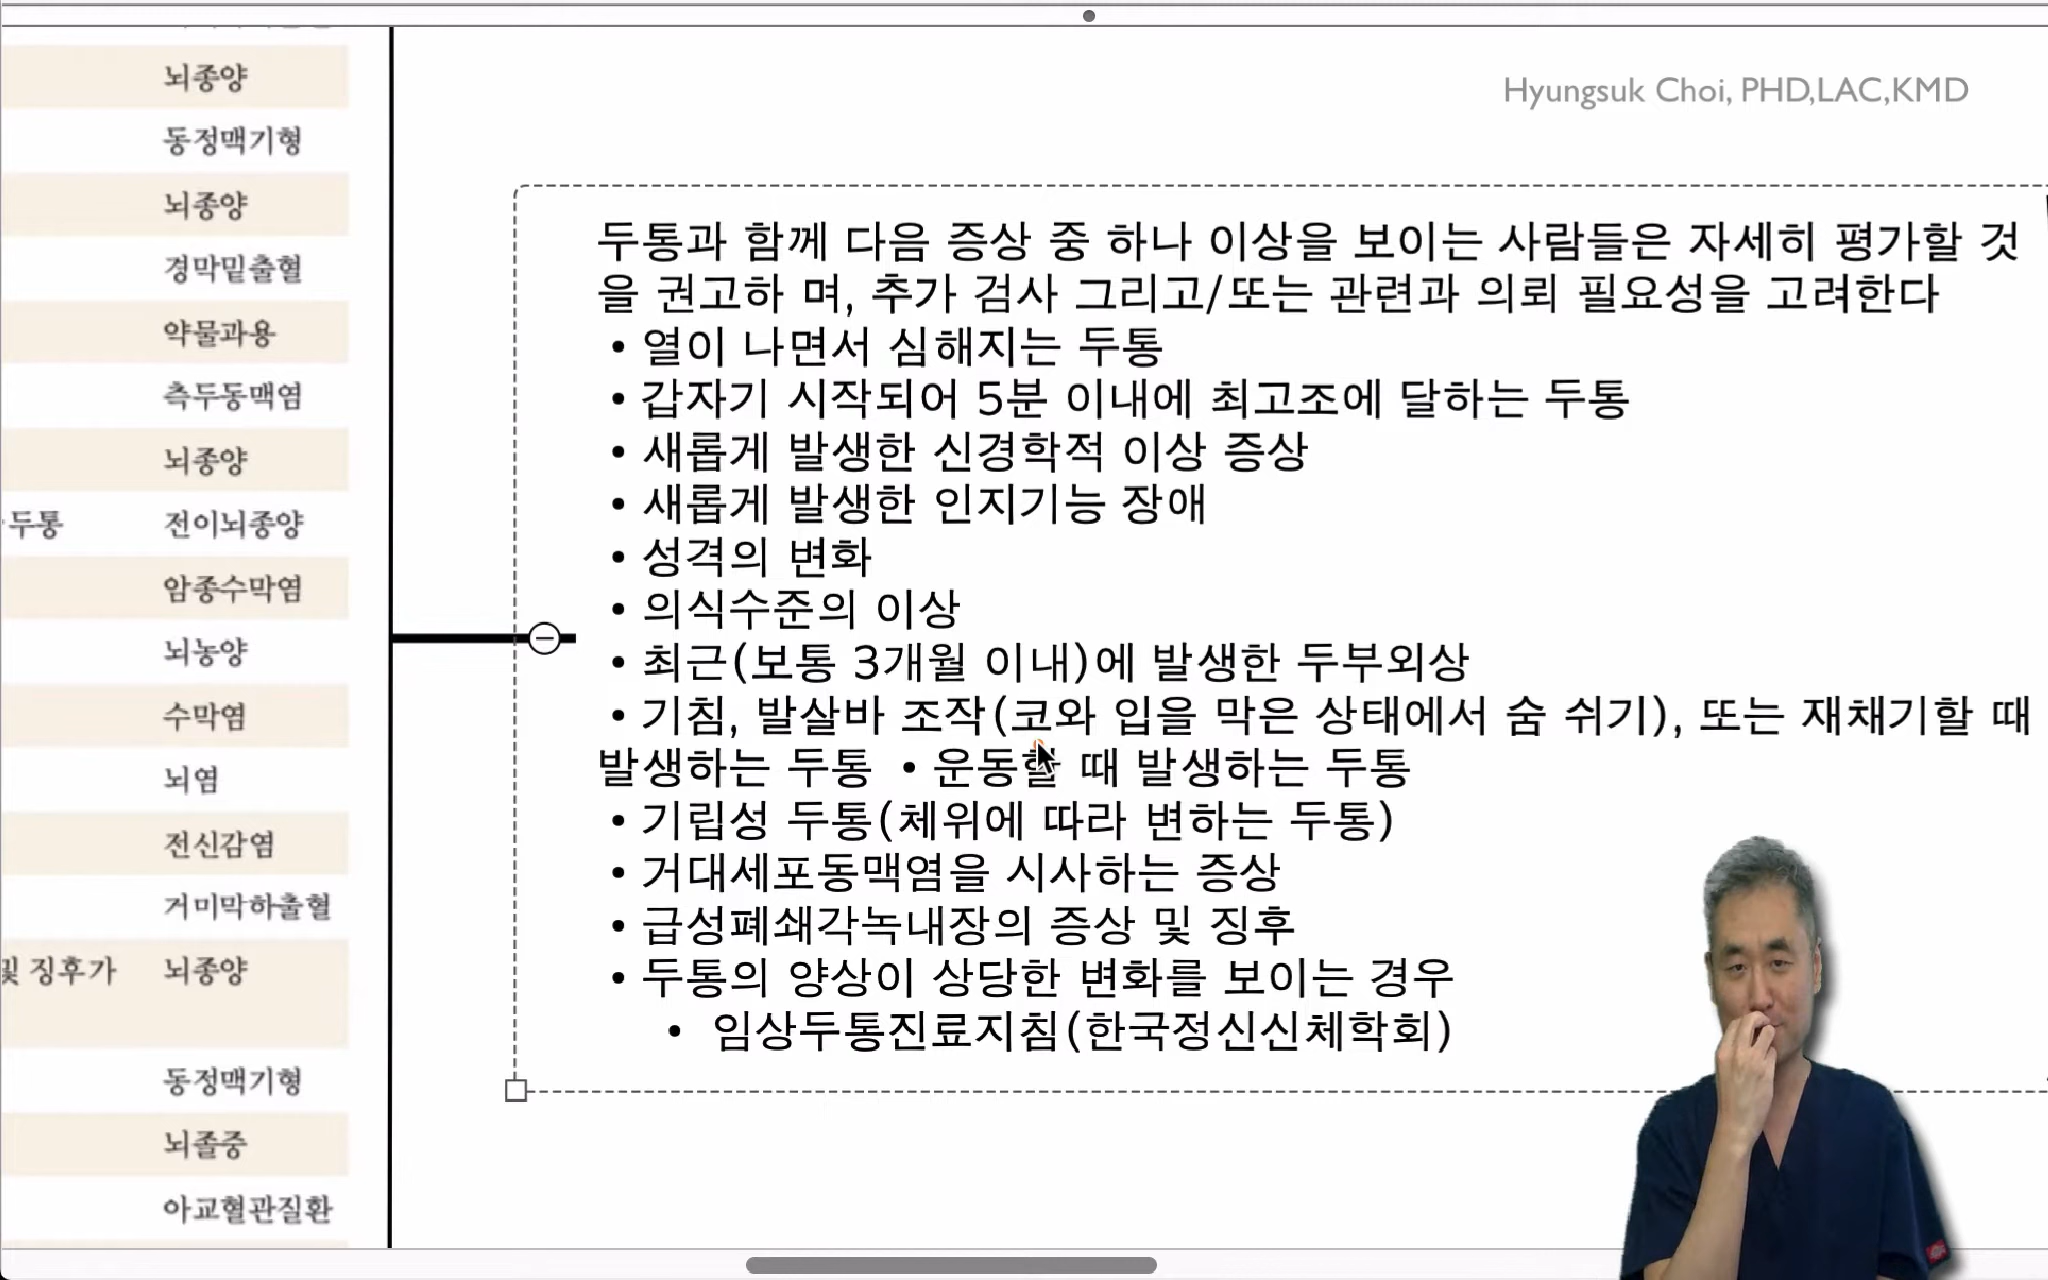 뇌종양
동정맥기형
뇌종양
경막밑출혈
약물과용
측두동맥염
뇌종양
두통 전이뇌종양
암종수막염
뇌농양
수막염
뇌염
전신감염
거미막하출혈
및 징후가 뇌종양
동정맥기형
뇌졸중
아교혈관질환
Hyungsuk Choi, PHD,LAC,KMD
두통과 함께 다음 증상 중 하나 이상을 보이는 사람들은 자세히 평가할 것
을 권고하 며, 추가 검사 그리고/또는 관련과 의뢰 필요성을 고려한다
• 열이 나면서 심해지는 두통
• 갑자기 시작되어 5분 이내에 최고조에 달하는 두통
• 새롭게 발생한 신경학적 이상 증상
• 새롭게 발생한 인지기능 장애
• 성격의 변화
• 의식수준의 이상
• 최근(보통 3개월 이내)에 발생한 두부외상
• 기침, 발살바 조작(코와 입을 막은 상태에서 숨 쉬기), 또는 재채기할 때
발생하는 두통 • 운동할 때 발생하는 두통
• 기립성 두통(체위에 따라 변하는 두통)
• 거대세포동맥염을 시사하는 증상
• 급성폐쇄각녹내장의 증상 및 징후
• 두통의 양상이 상당한 변화를 보이는 경우
• 임상두통진료지침(한국정신신체학회)